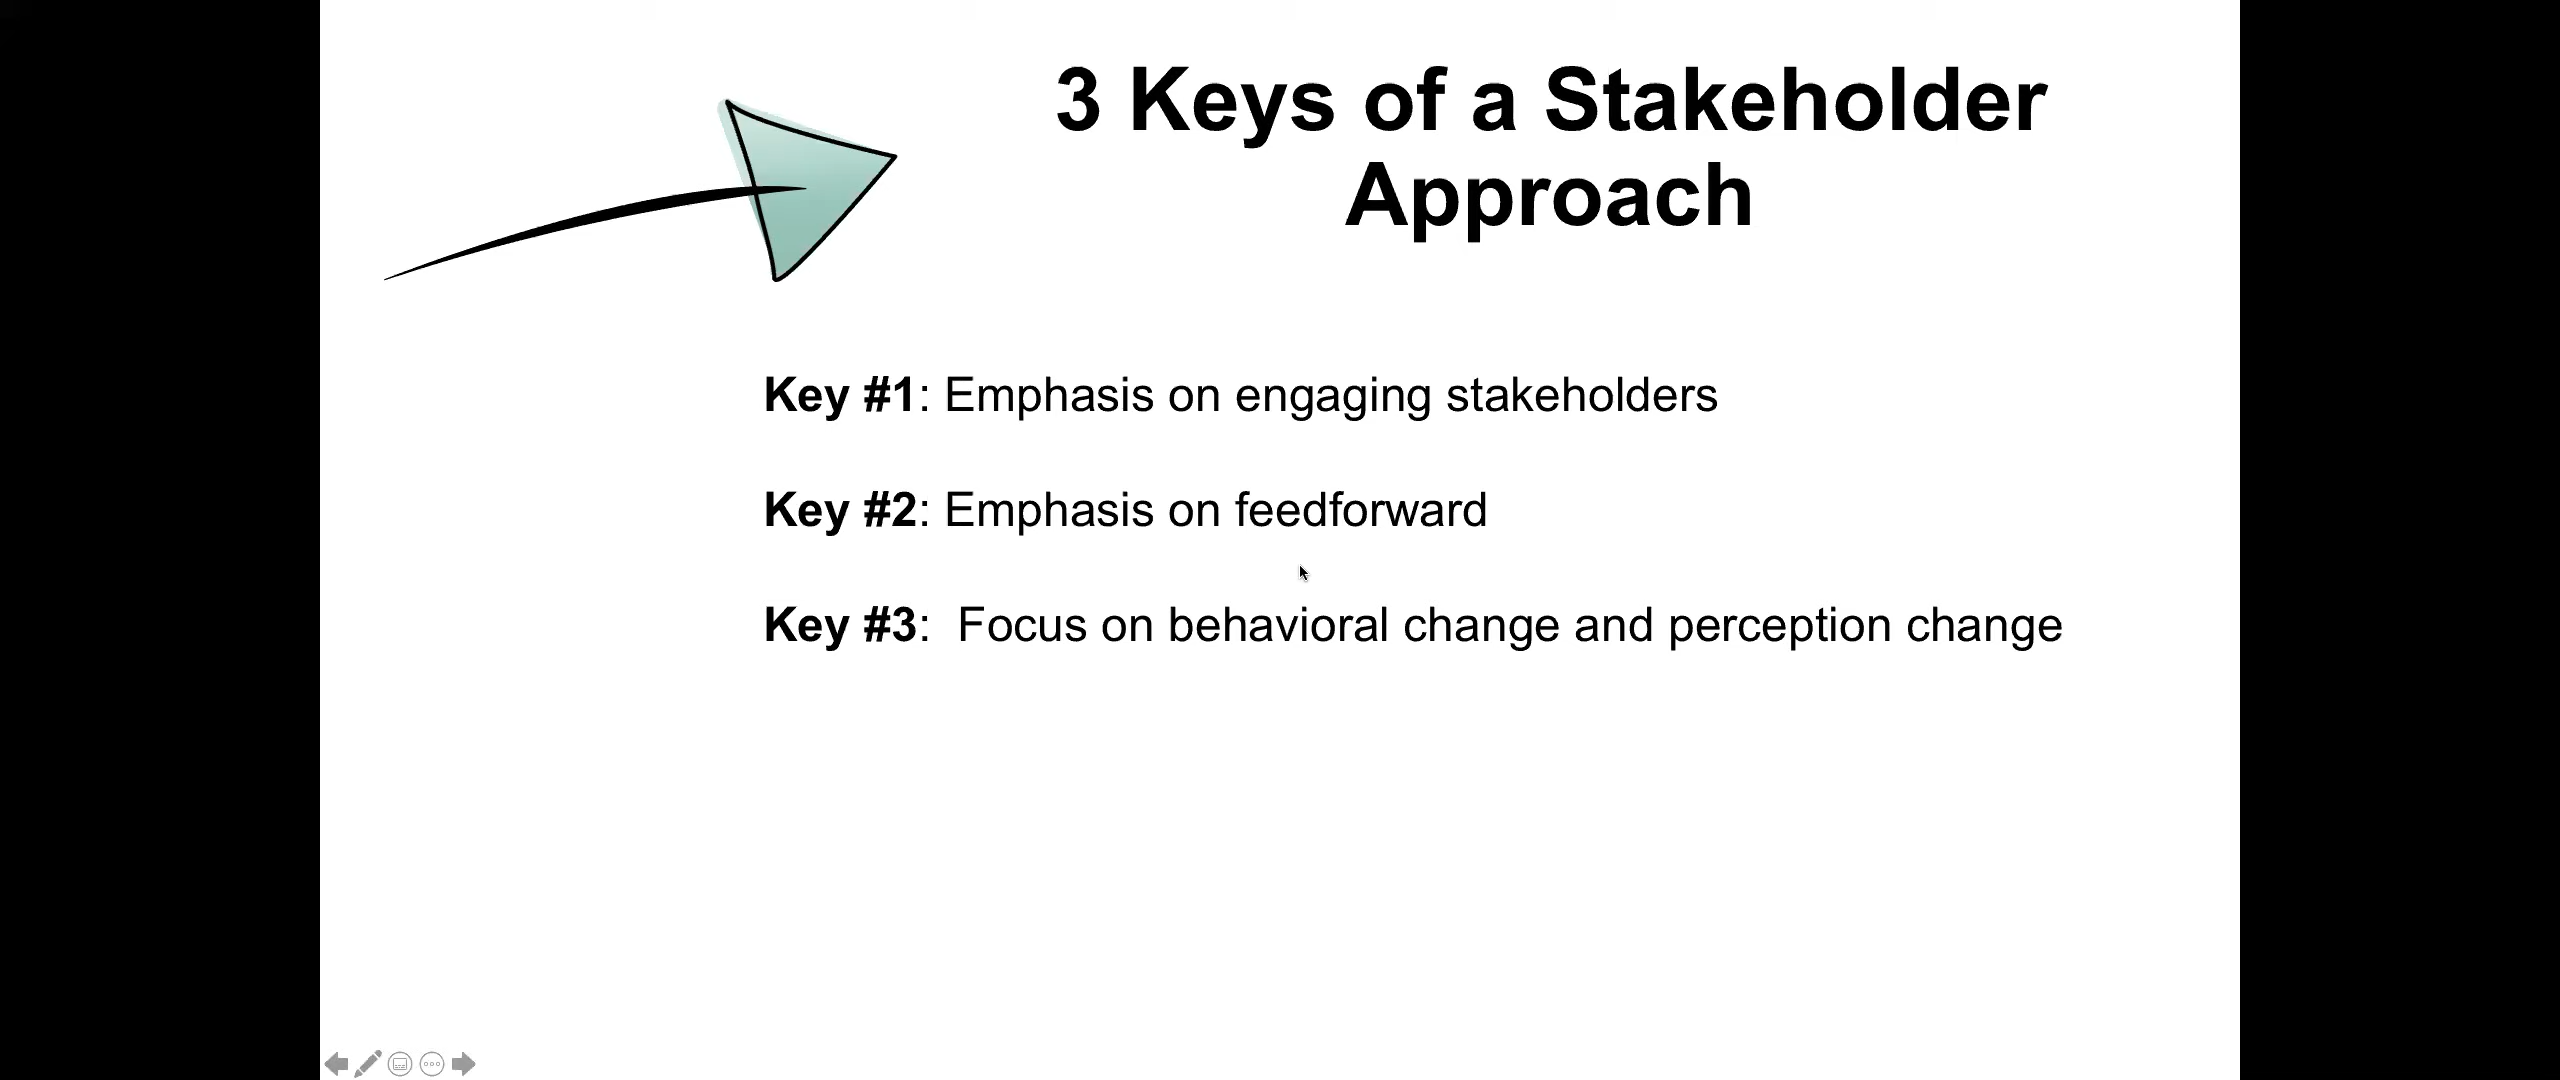 3 Keys of a Stakeholder
Approach
Key #1: Emphasis on engaging stakeholders
Key #2: Emphasis on feedforward
Key #3:  Focus on behavioral change and perception change